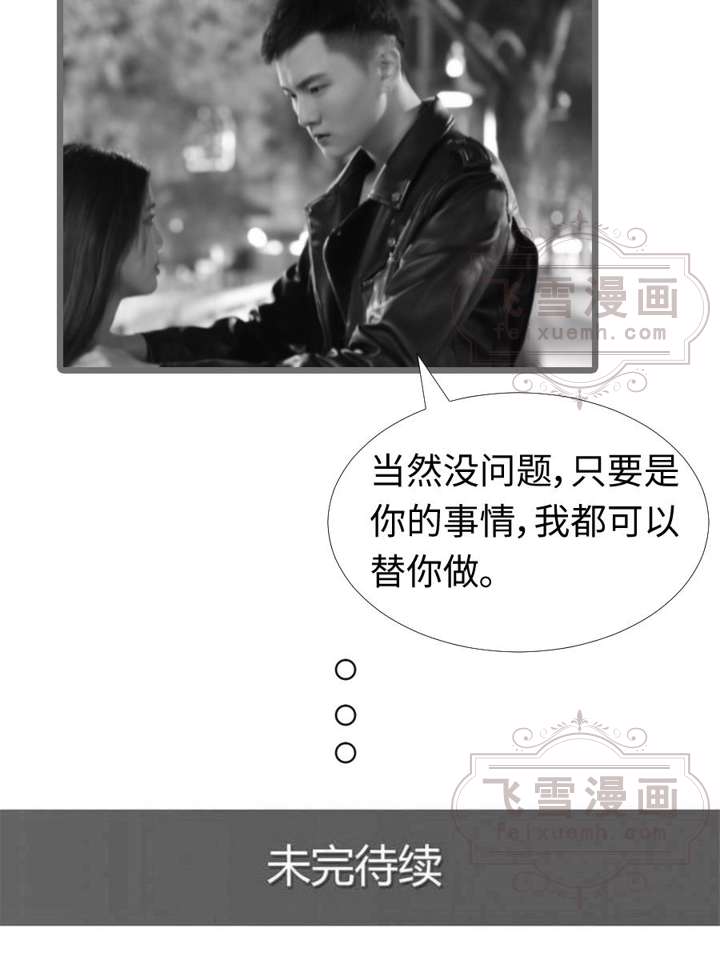 飞雪漫画
feixuemh.com
当然没问题，只要是
你的事情，我都可以
替你做。
飞雪漫画
feixuemh.com
未完待续